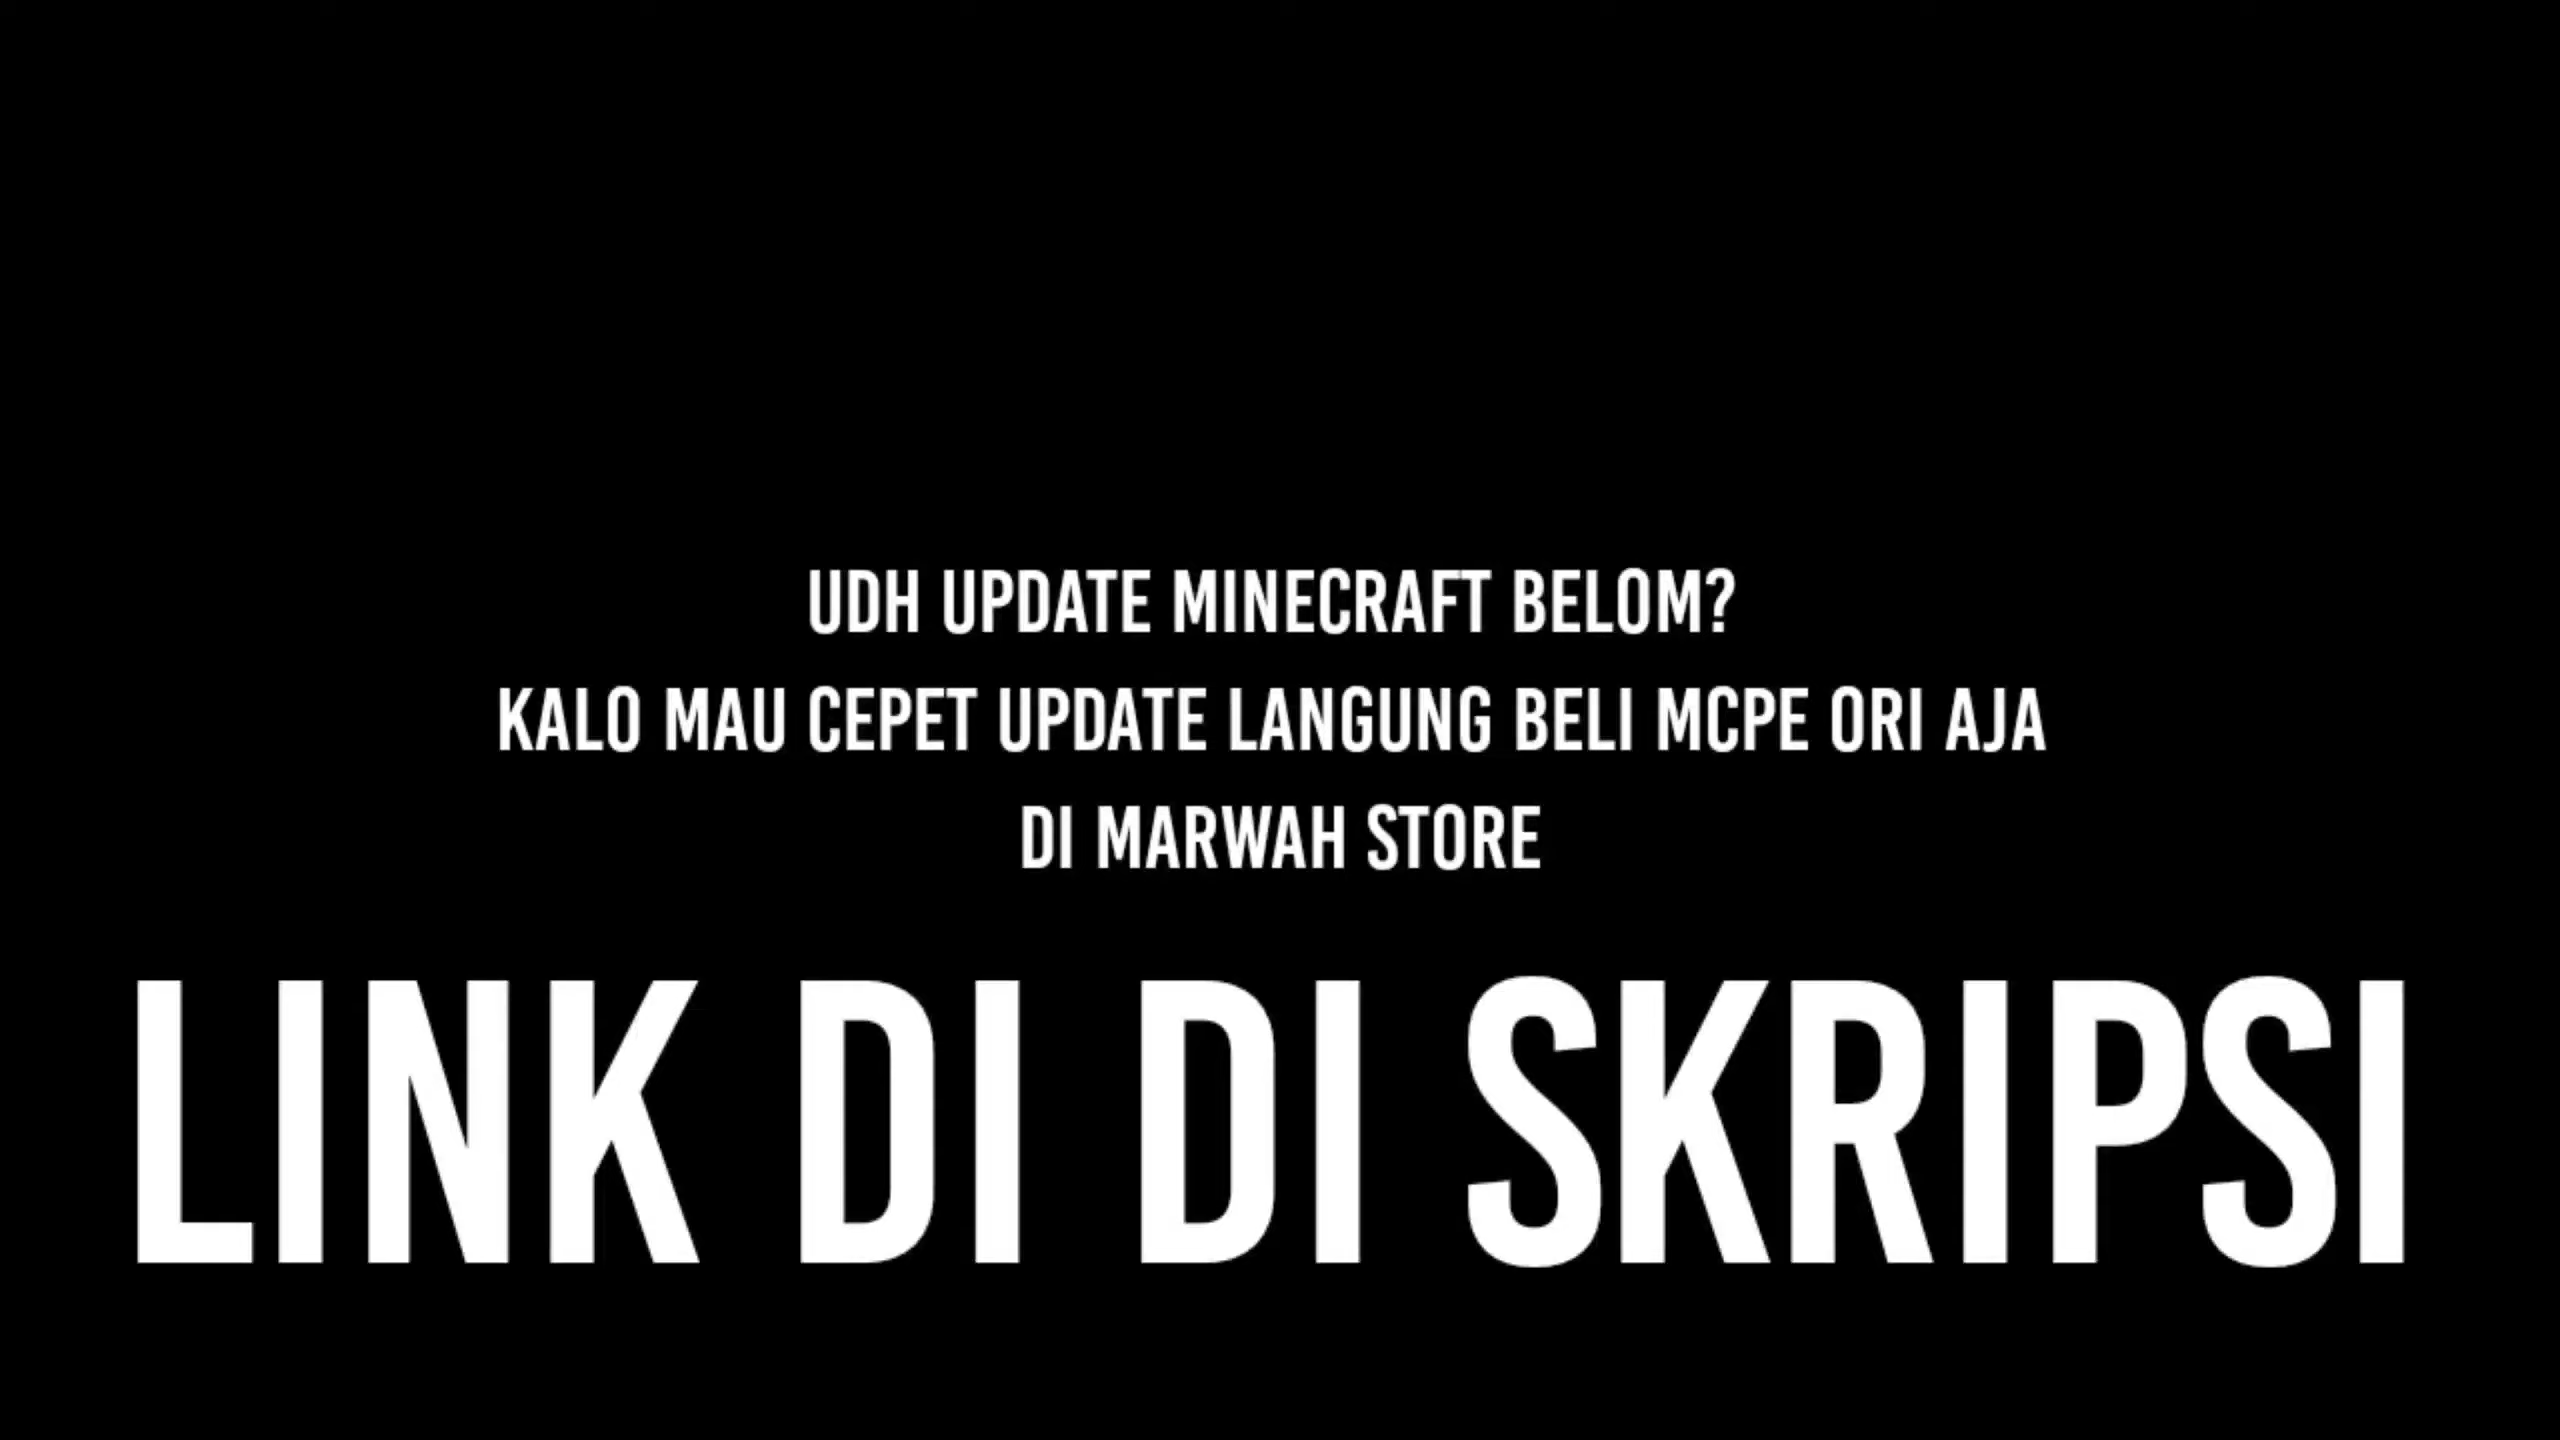 UDH UPDATE MINECRAFT BELOM?
KALO MAU CEPET UPDATE LANGUNG BELI MCPE ORI AJA
DI MARWAH STORE
LINK DI DI SKRIPSI